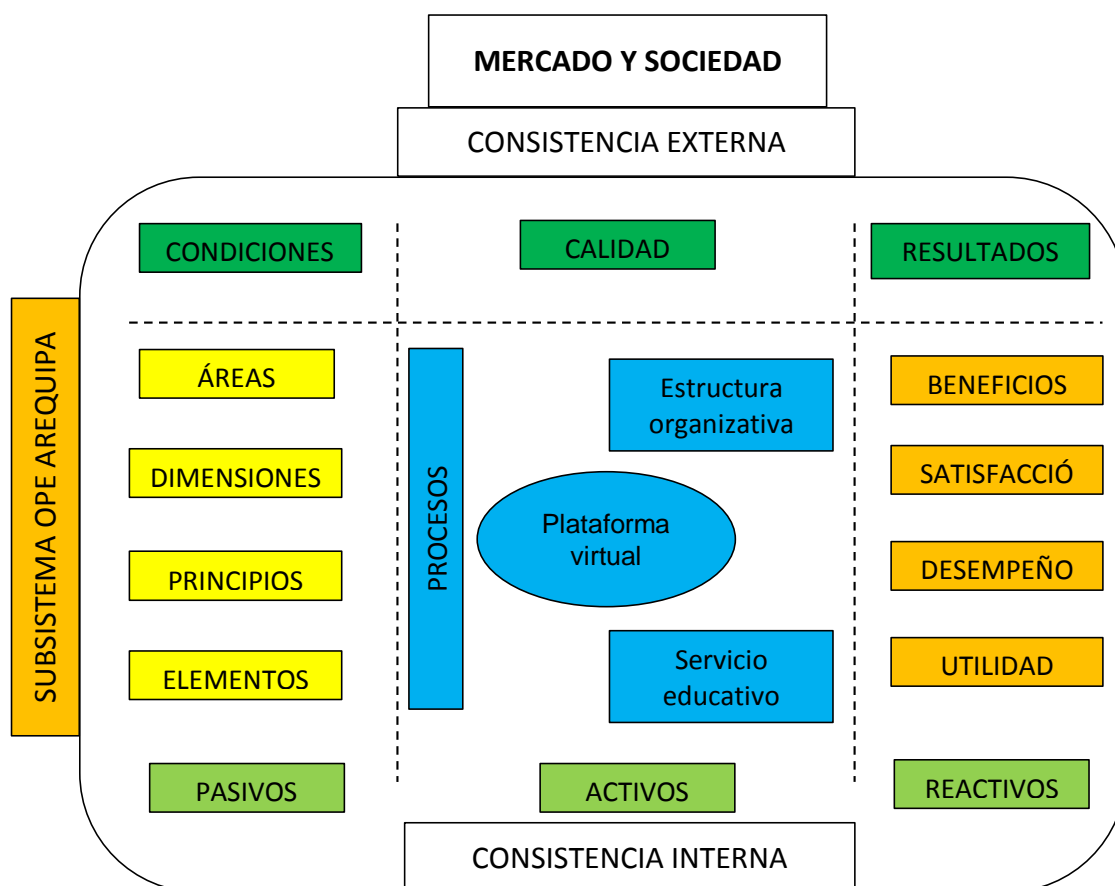 MERCADO Y SOCIEDAD
CONSISTENCIA EXTERNA
CONDICIONES
CALIDAD
RESULTADOS
SUBSISTEMA OPE AREQUIPA
ÁREAS
DIMENSIONES
PRINCIPIOS
ELEMENTOS
PROCESOS
Estructura
organizativa
Plataforma
virtual
Servicio
educativo
BENEFICIOS
SATISFACCIÓ
DESEMPEÑO
UTILIDAD
PASIVOS
ACTIVOS
REACTIVOS
CONSISTENCIA INTERNA